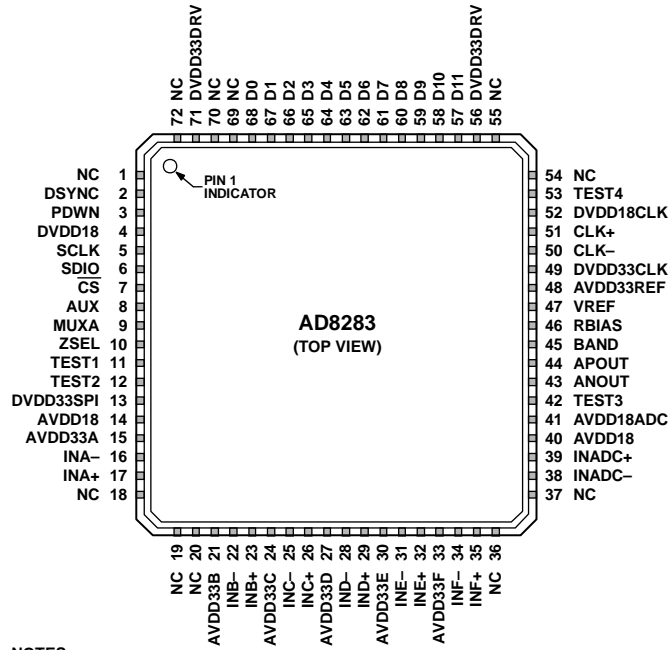 72 NC
71 DVDD33DRV
70 NC
69 NC
68 D0
67 D1
66 D2
65 D3
64 D4
63 D5
62 D6
61 D7
60 D8
59 D9
58 D10
57 D11
56 DVDD33DRV
55 NC
NC 1
DSYNC 2
PDWN 3
DVDD18 4
SCLK 5
SDIO 6
CS 7
AUX 8
MUXA 9
ZSEL 10
TEST1 11
TEST2 12
DVDD33SPI 13
AVDD18 14
AVDD33A 15
INA– 16
INA+ 17
NC 18
PIN 1
INDICATOR
AD8283
(TOP VIEW)
54 NC
53 TEST4
52 DVDD18CLK
51 CLK+
50 CLK–
49 DVDD33CLK
48 AVDD33REF
47 VREF
46 RBIAS
45 BAND
44 APOUT
43 ANOUT
42 TEST3
41 AVDD18ADC
40 AVDD18
39 INADC+
38 INADC–
37 NC
NC 19
NC 20
AVDD33B 21
INB– 22
INB+ 23
AVDD33C 24
INC– 25
INC+ 26
AVDD33D 27
IND– 28
IND+ 29
AVDD33E 30
INE– 31
INE+ 32
AVDD33F 33
INF– 34
INF+ 35
NC 36